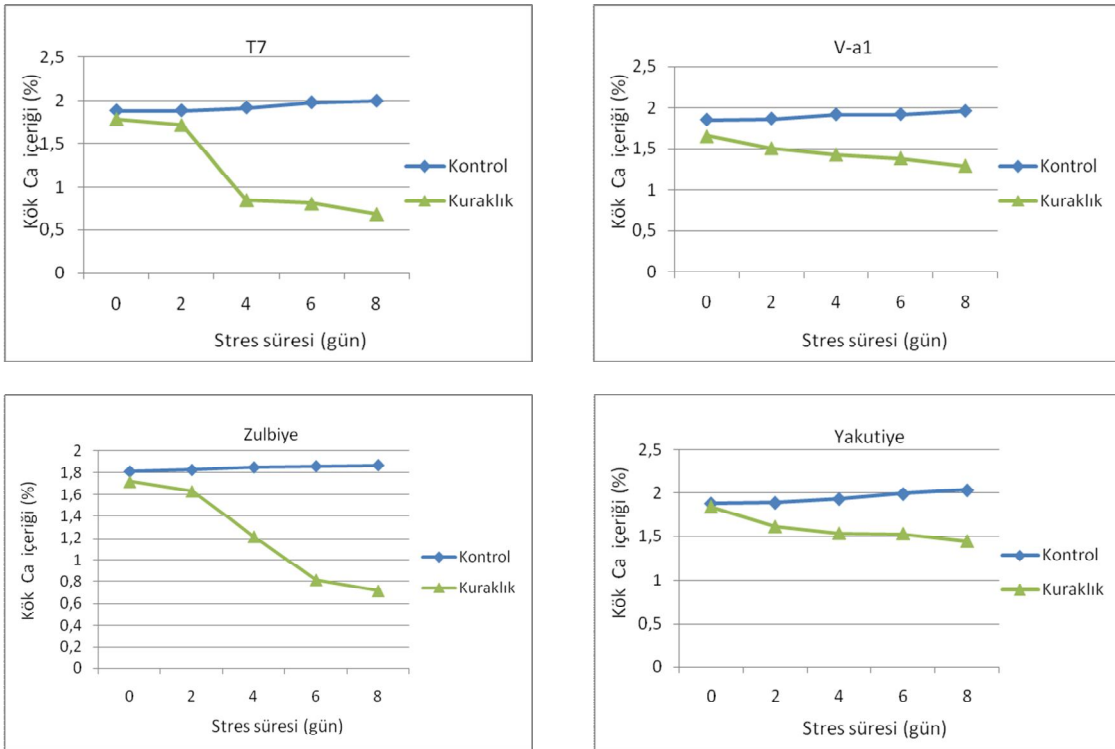 T7
Kök Ca içeriği (%)
2,5
2
1,5
1
0,5
0
0 2 4 6 8
Stres süresi (gün)
Kontrol
Kuraklık
V-a1
Kök Ca içeriği (%)
2,5
2
1,5
1
0,5
0
0 2 4 6 8
Stres süresi (gün)
Kontrol
Kuraklık
Zulbiye
Kök Ca içeriği (%)
2
1,8
1,6
1,4
1,2
1
0,8
0,6
0,4
0,2
0
0 2 4 6 8
Stres süresi (gün)
Kontrol
Kuraklık
Yakutiye
Kök Ca içeriği (%)
2,5
2
1,5
1
0,5
0
0 2 4 6 8
Stres süresi (gün)
Kontrol
Kuraklık